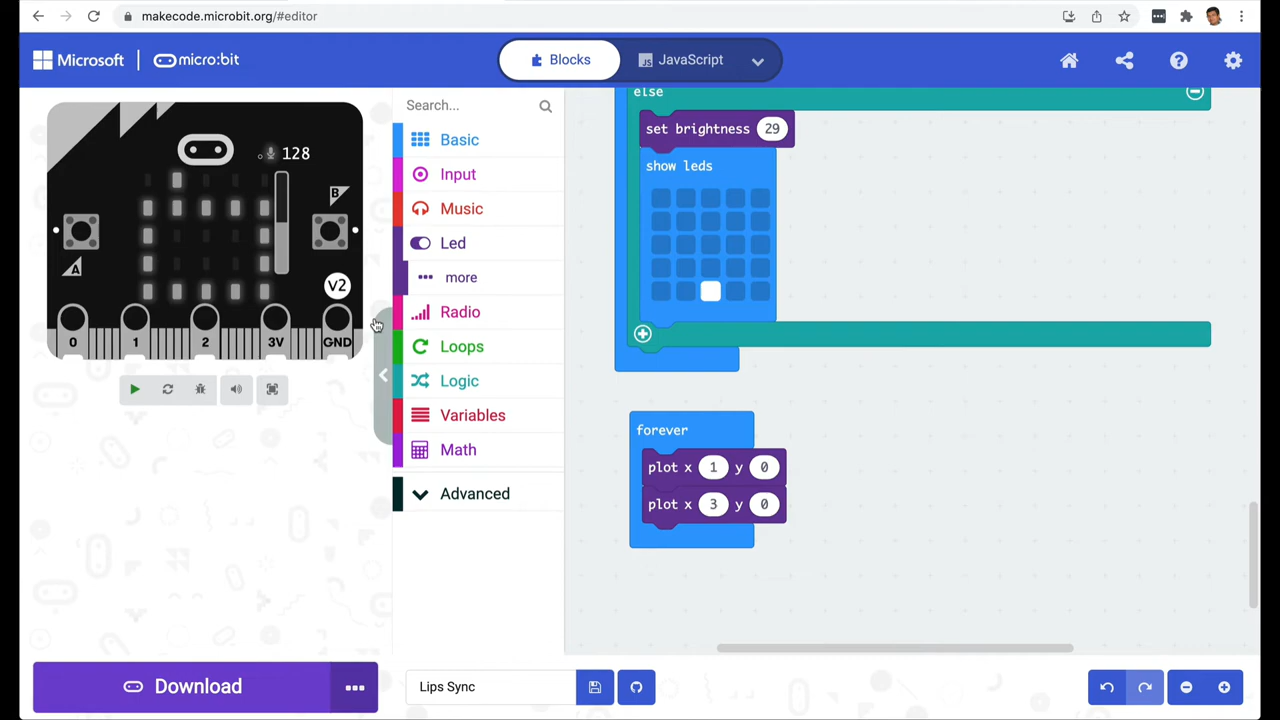 makecode.microbit.org/#editor
Microsoft
micro:bit
Blocks
JavaScript
128
B
A
V2
0 1 2 3V GND
Search...
Basic
Input
Music
Led
more
Radio
Loops
Logic
Variables
Math
Advanced
else
set brightness 29
show leds
forever
plot x 1 y 0
plot x 3 y 0
Download
Lips Sync